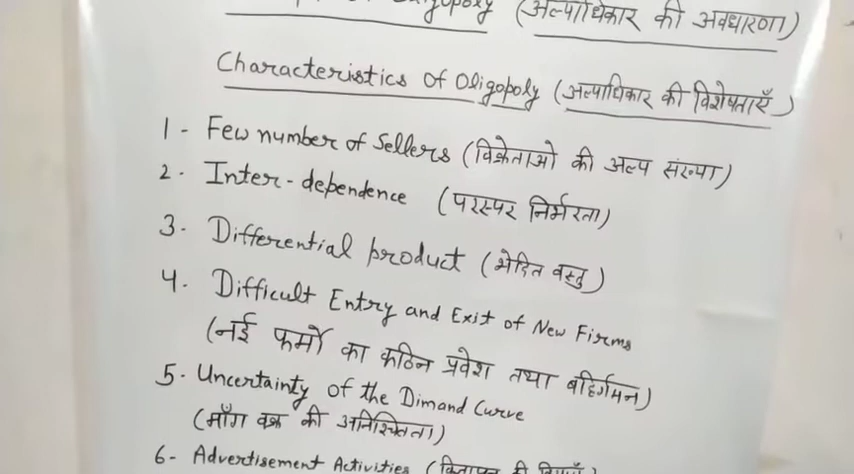 Oligopoly (अल्पाधिकार की अवधारणा)
Characteristics of Oligopoly (अल्पाधिकार की विशेषताएँ)
1 - Few number of Sellers (विक्रेताओ की अल्प संख्या)
2. Inter-dependence (परस्पर निर्भरता)
3. Differential product (भेदित वस्तु)
4. Difficult Entry and Exit of New Firms
(नई फर्मो का कठिन प्रवेश तथा बहिर्गमन)
5. Uncertainty of the Dimand Curve
(माँग वक्र की अनिश्चितता)
6- Advertisement Activities (विज्ञापन की